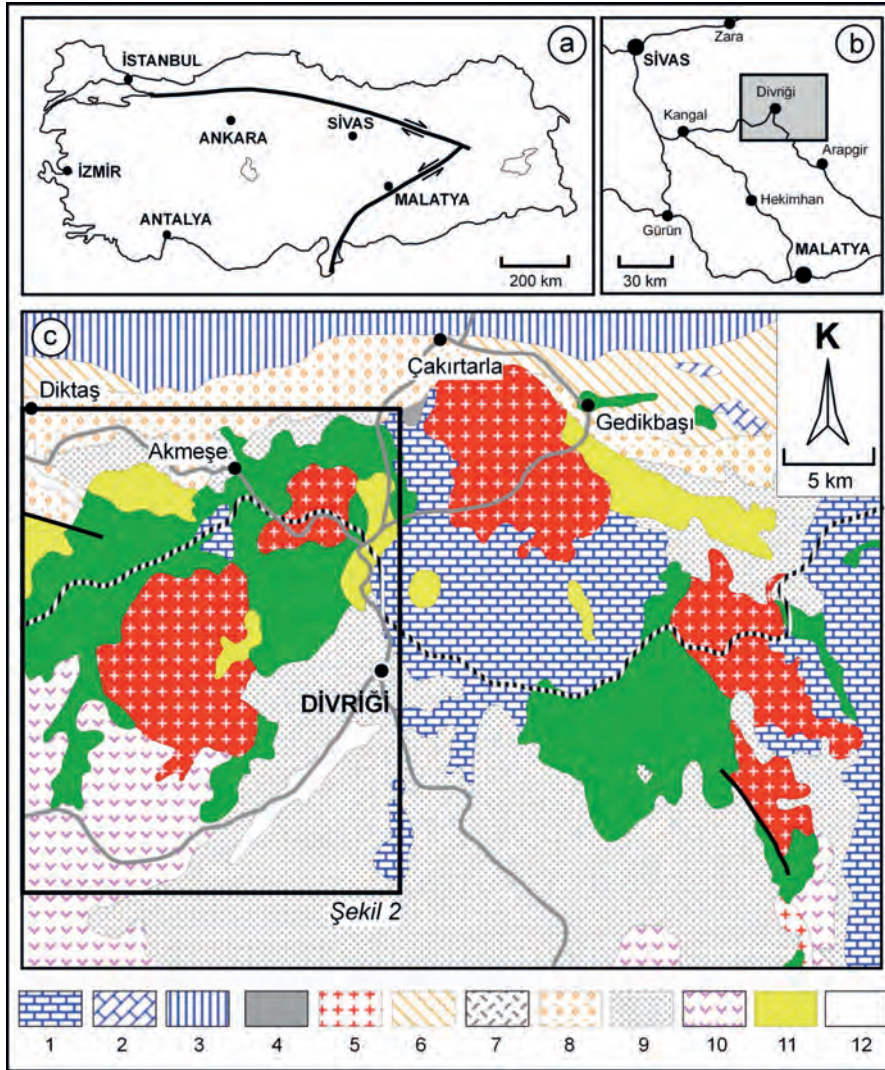 a
İSTANBUL
ANKARA
SİVAS
İZMİR
MALATYA
ANTALYA
200 km
b
Zara
SİVAS
Divriği
Kangal
Arapgir
Hekimhan
Gürün
MALATYA
30 km
c
K
5 km
Çakırtarla
Diktaş
Gedikbaşı
Akmeşe
DİVRİĞİ
Şekil 2
1 2 3 4 5 6 7 8 9 10 11 12